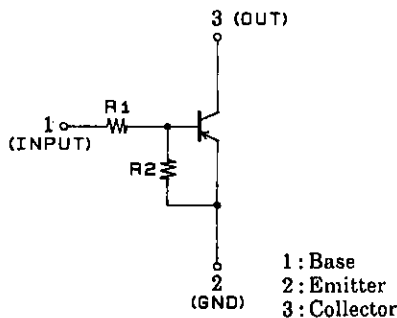 3 (OUT)
R1
1
(INPUT)
R2
2
(GND)
1: Base
2: Emitter
3: Collector